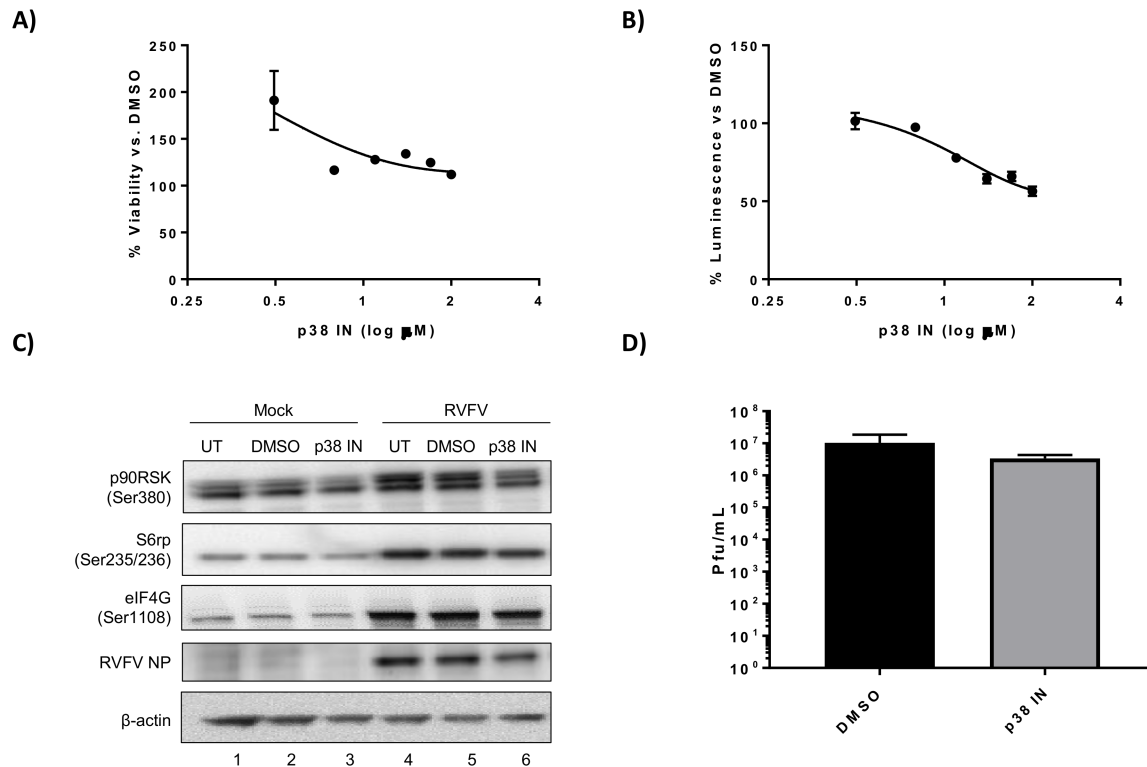 A)
B)
250
200
150
100
50
0
% Viability vs. DMSO
0.25 0.5 1 2 4
p38 IN (log μM)
150
100
50
0
% Luminescence vs DMSO
0.25 0.5 1 2 4
p38 IN (log μM)
C)
D)
Mock RVFV
UT DMSO p38 IN UT DMSO p38 IN
p90RSK
(Ser380)
S6rp
(Ser235/236)
eIF4G
(Ser1108)
RVFV NP
β-actin
1 2 3 4 5 6
10⁸
10⁷
10⁶
10⁵
10⁴
10³
10²
10¹
10⁰
Pfu/mL
DMSO
p38 IN